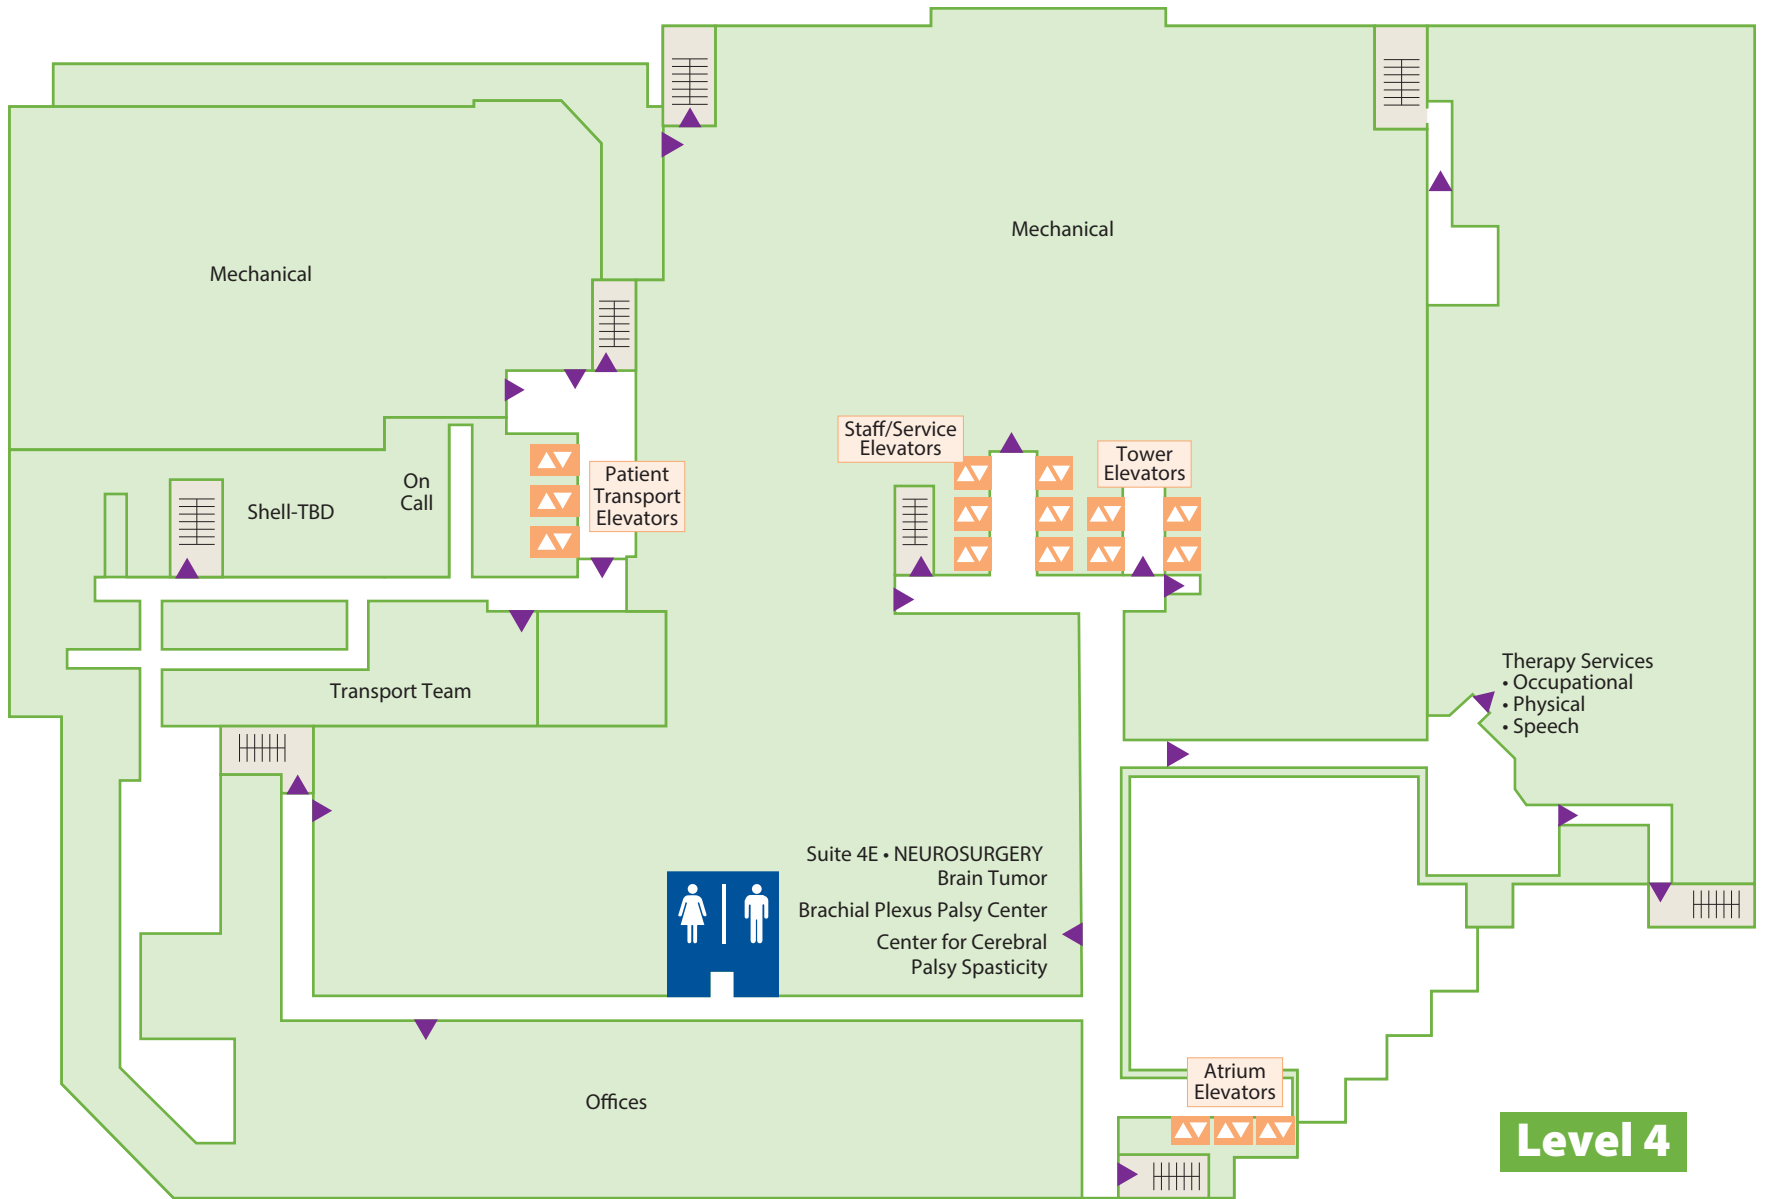 Mechanical
Mechanical
Staff/Service
Elevators
Tower
Elevators
Patient
Transport
Elevators
On
Call
Shell-TBD
Therapy Services
• Occupational
• Physical
• Speech
Transport Team
Suite 4E • NEUROSURGERY
Brain Tumor
Brachial Plexus Palsy Center
Center for Cerebral
Palsy Spasticity
Atrium
Elevators
Offices
Level 4